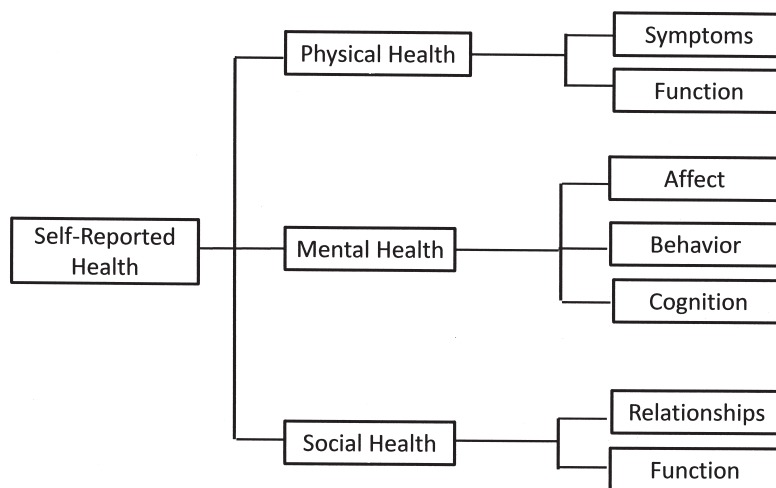 Physical Health
Symptoms
Function
Self-Reported
Health
Mental Health
Affect
Behavior
Cognition
Social Health
Relationships
Function